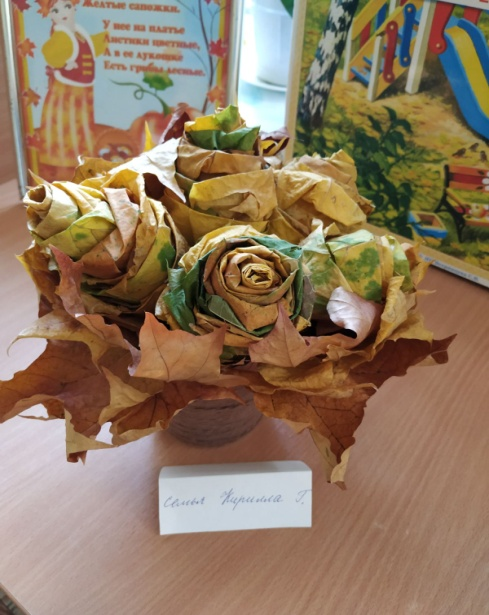 Желтые сапожки.
У нее на платье
Листики цветные,
А в ее лукошке
Есть грибы лесные.
Семья Кирилла Г.